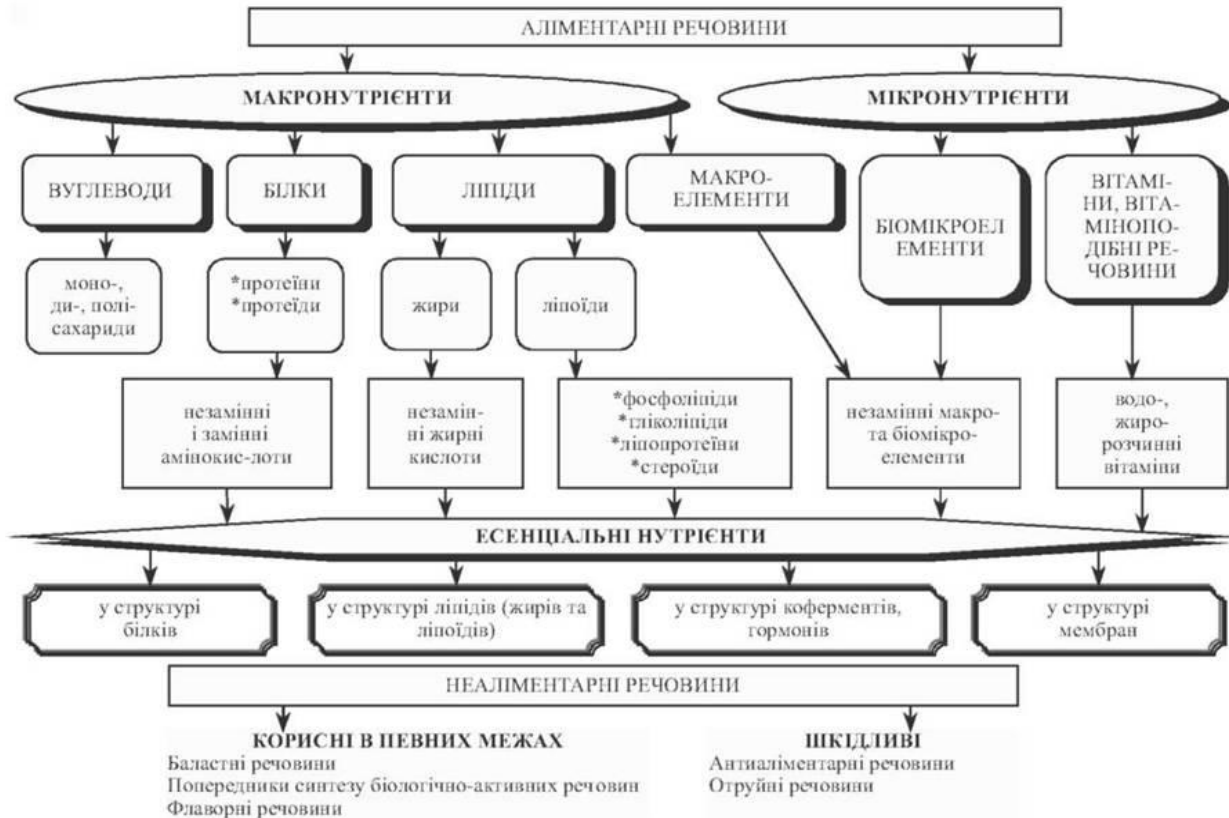 АЛІМЕНТАРНІ РЕЧОВИНИ
МАКРОНУТРІЄНТИ
МІКРОНУТРІЄНТИ
ВУГЛЕВОДИ
БІЛКИ
ЛІПІДИ
МАКРО-
ЕЛЕМЕНТИ
БІОМІКРОЕЛ
ЕМЕНТИ
ВІТАМІ-
НИ, ВІТА-
МІНОПО-
ДІБНІ РЕ-
ЧОВИНИ
моно-,
ди-, полі-
сахариди
*протеїни
*протеїди
жири
ліпоїди
незамінні
і замінні
амінокис-лоти
незамін-
ні жирні
кислоти
*фосфоліпіди
*гліколіпіди
*ліпопротеїни
*стероїди
незамінні макро-
та біомікро-
елементи
водо-,
жиро-
розчинні
вітаміни
ЕСЕНЦІАЛЬНІ НУТРІЄНТИ
у структурі
білків
у структурі ліпідів (жирів та
ліпоїдів)
у структурі коферментів,
гормонів
у структурі
мембран
НЕАЛІМЕНТАРНІ РЕЧОВИНИ
КОРИСНІ В ПЕВНИХ МЕЖАХ
Баластні речовини
Попередники синтезу біологічно-активних речовин
Флаворні речовини
ШКІДЛИВІ
Антиаліментарні речовини
Отруйні речовини